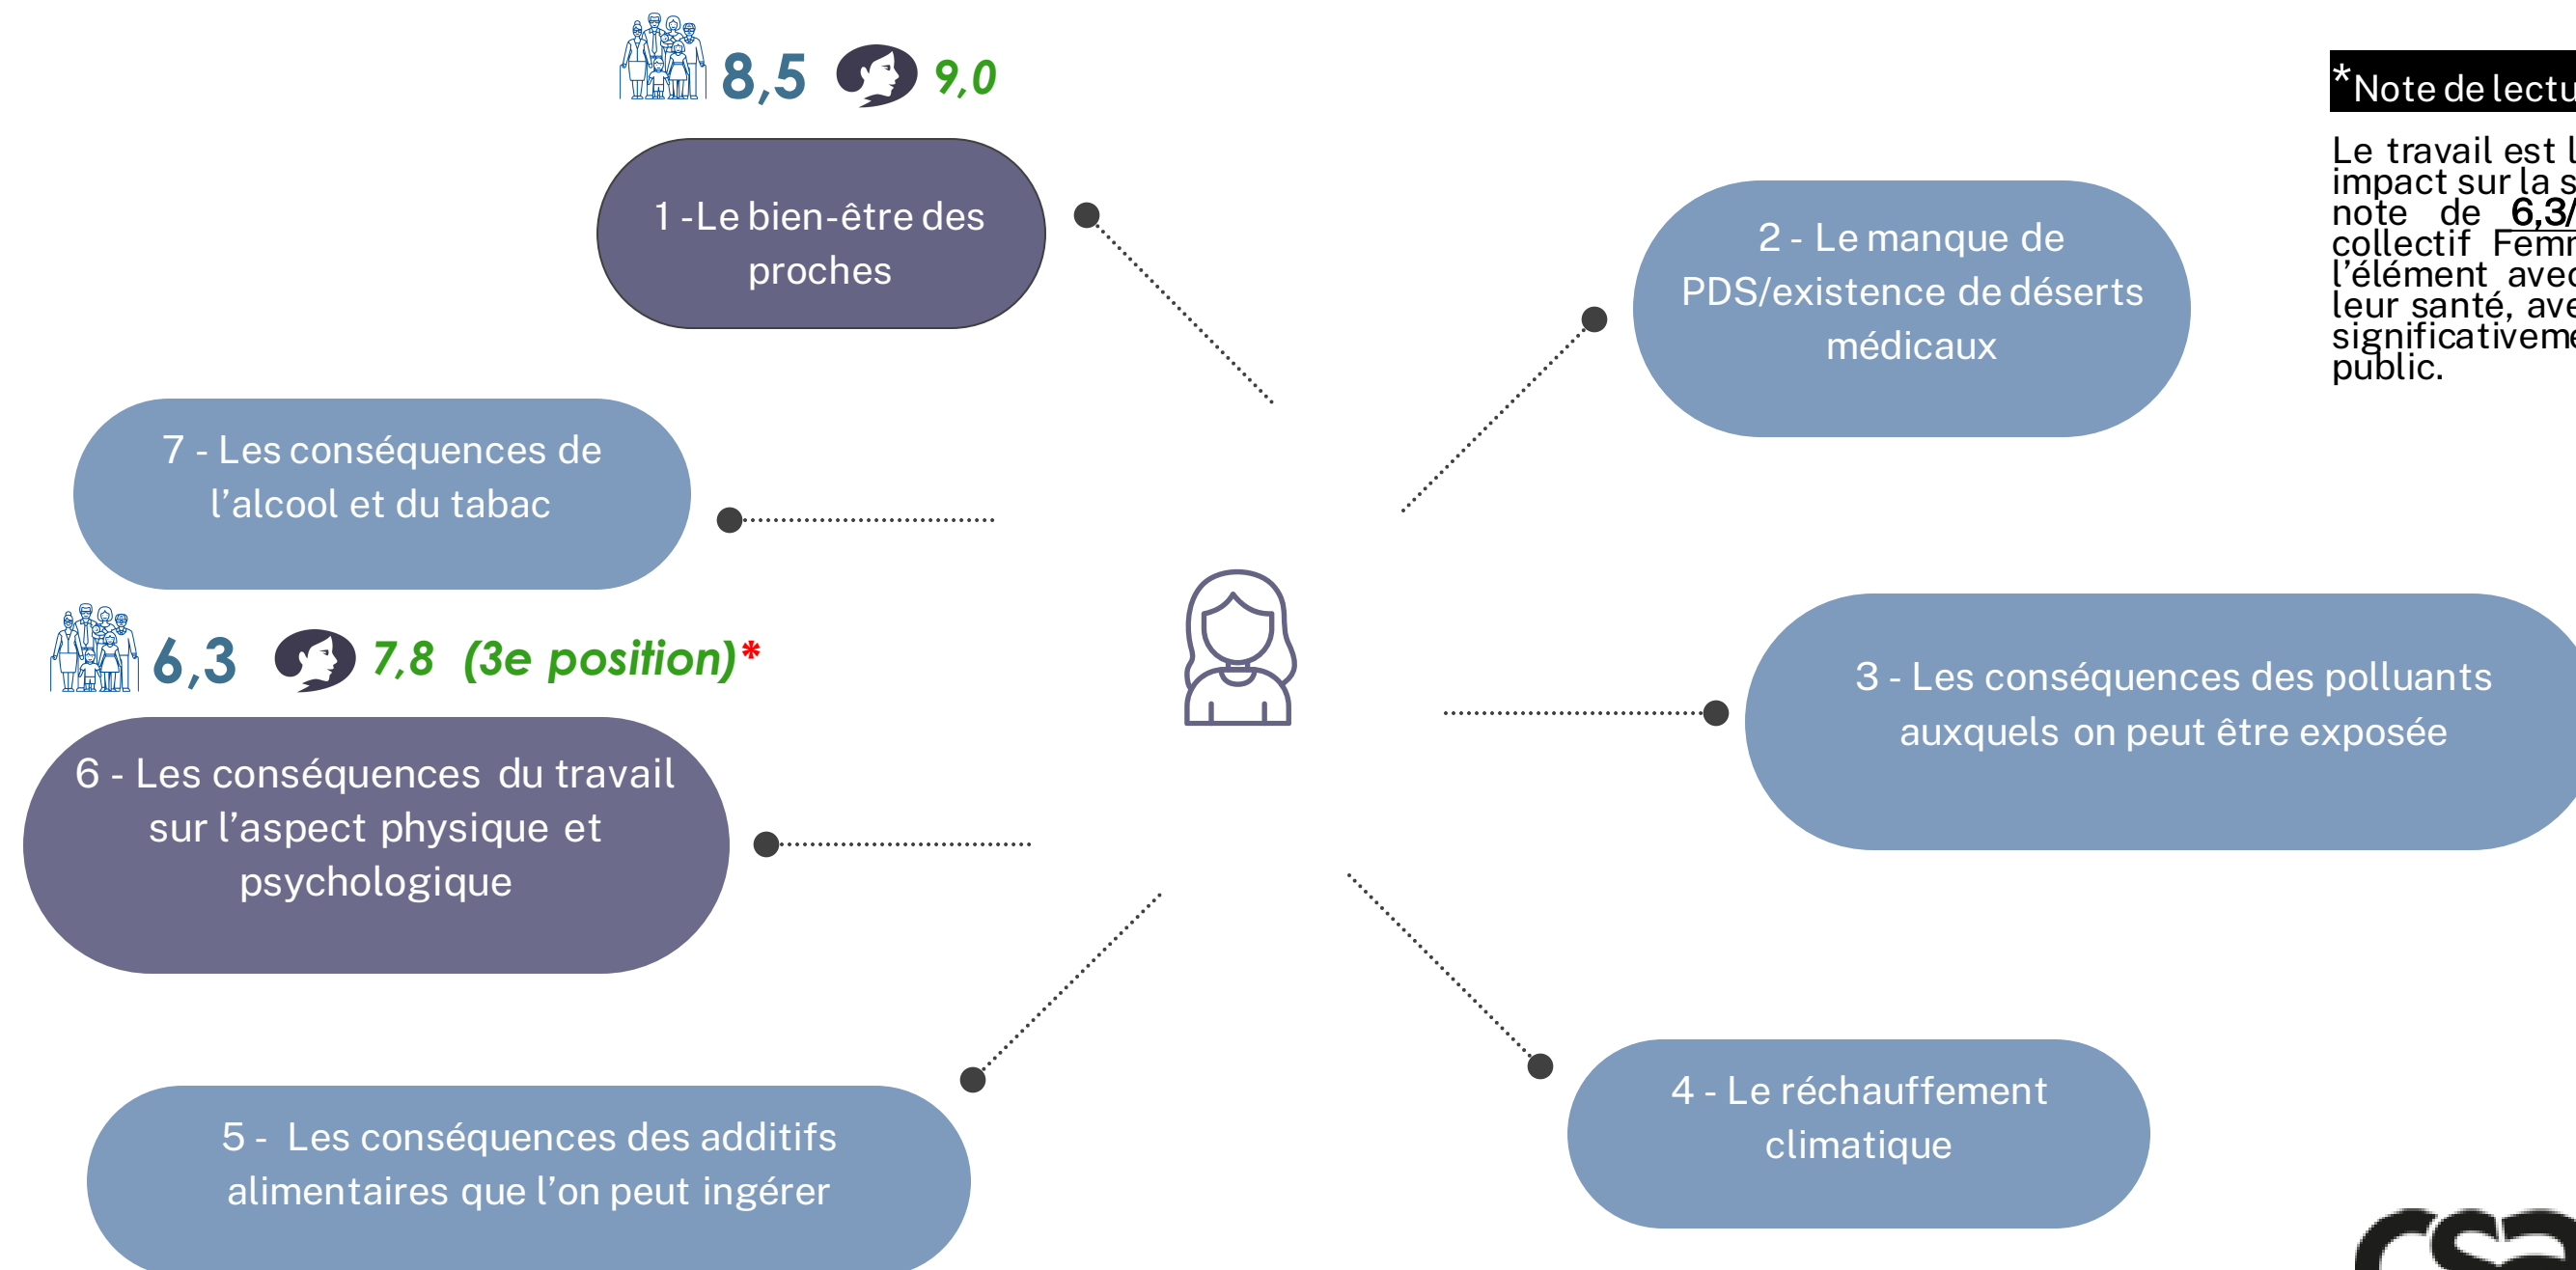 8,5 9,0
1 -Le bien-être des
proches
2 - Le manque de
PDS/existence de déserts
médicaux
3 - Les conséquences des polluants
auxquels on peut être exposée
4 - Le réchauffement
climatique
5 - Les conséquences des additifs
alimentaires que l’on peut ingérer
6,3 7,8 (3e position)*
6 - Les conséquences du travail
sur l’aspect physique et
psychologique
7 - Les conséquences de
l’alcool et du tabac
*Note de
Le travail est
impact sur la
note de 6,3/
collectif
l’élément
leur santé,
public.
csa